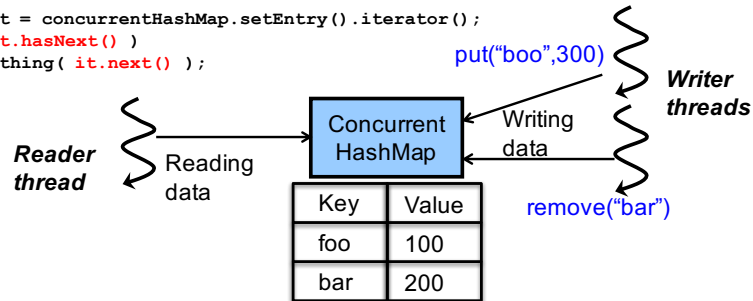 t = concurrentHashMap.setEntry().iterator();
t.hasNext() )
thing( it.next() );
put(“boo”,300)
Writer
threads
Concurrent
HashMap
Writing
data
Reader
thread
Reading
data
remove(“bar”)
Key Value
foo 100
bar 200